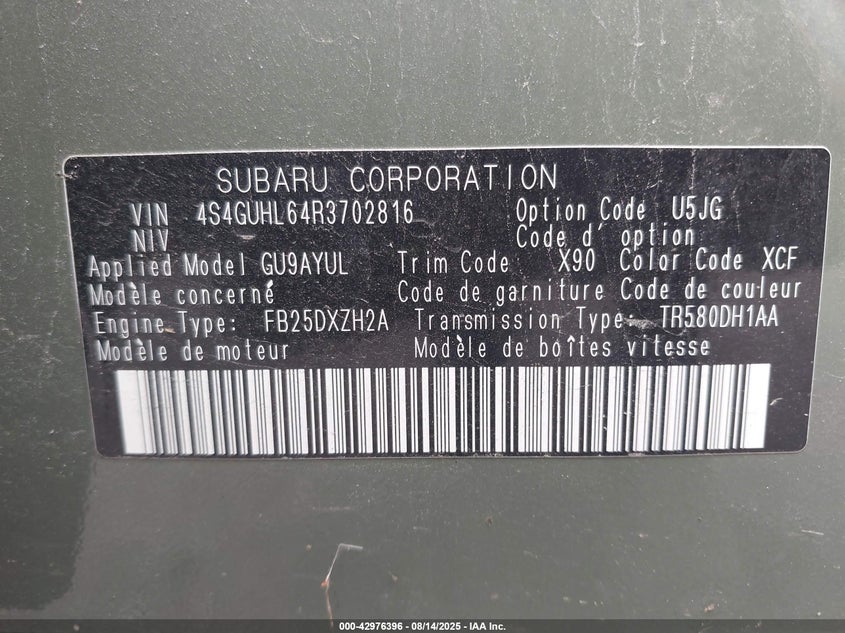 SUBARU CORPORATION
VIN 4S4GUHL64R3702816 Option Code U5JG
NIV Code d' option
Applied Model GU9AYUL Trim Code X90 Color Code XCF
Modèle concerné Code de garniture Code de couleur
Engine Type: FB25DXZH2A Transmission Type: TR580DH1AA
Modèle de moteur Modèle de boîtes vitesse
000-42976396 - 08/14/2025 - IAA Inc.